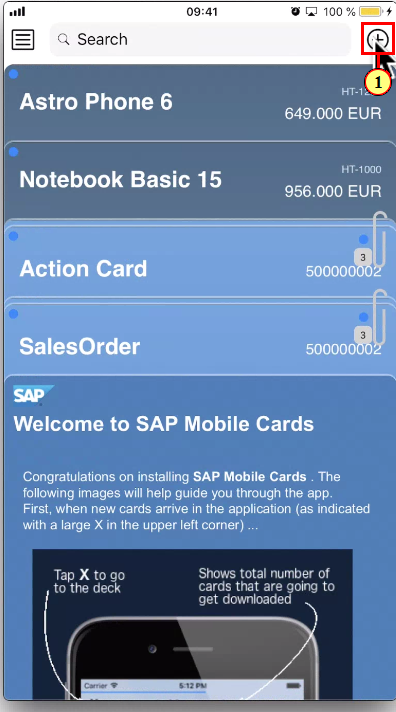 09:41
100 %
Search
1
HT-12
Astro Phone 6
649.000 EUR
HT-1000
Notebook Basic 15
956.000 EUR
3
Action Card
500000002
3
SalesOrder
500000002
SAP
Welcome to SAP Mobile Cards
Congratulations on installing SAP Mobile Cards . The
following images will help guide you through the app.
First, when new cards arrive in the application (as indicated
with a large X in the upper left corner) ...
Tap X to go
to the deck
Shows total number of
cards that are going to
get downloaded
Carrier
5:12 PM